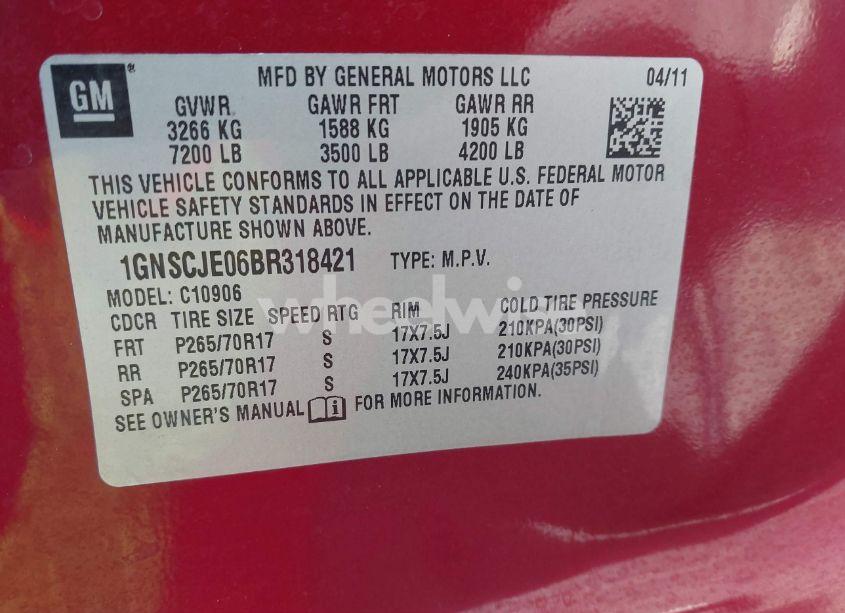 GM ® MFD BY GENERAL MOTORS LLC 04/11
GVWR GAWR FRT GAWR RR
3266 KG 1588 KG 1905 KG
7200 LB 3500 LB 4200 LB
THIS VEHICLE CONFORMS TO ALL APPLICABLE U.S. FEDERAL MOTOR
VEHICLE SAFETY STANDARDS IN EFFECT ON THE DATE OF
MANUFACTURE SHOWN ABOVE.
1GNSCJE06BR318421 TYPE: M.P.V.
MODEL: C10906
CDCR TIRE SIZE SPEED RTG RIM COLD TIRE PRESSURE
FRT P265/70R17 S 17X7.5J 210KPA(30PSI)
RR P265/70R17 S 17X7.5J 210KPA(30PSI)
SPA P265/70R17 S 17X7.5J 240KPA(35PSI)
SEE OWNER'S MANUAL i FOR MORE INFORMATION.